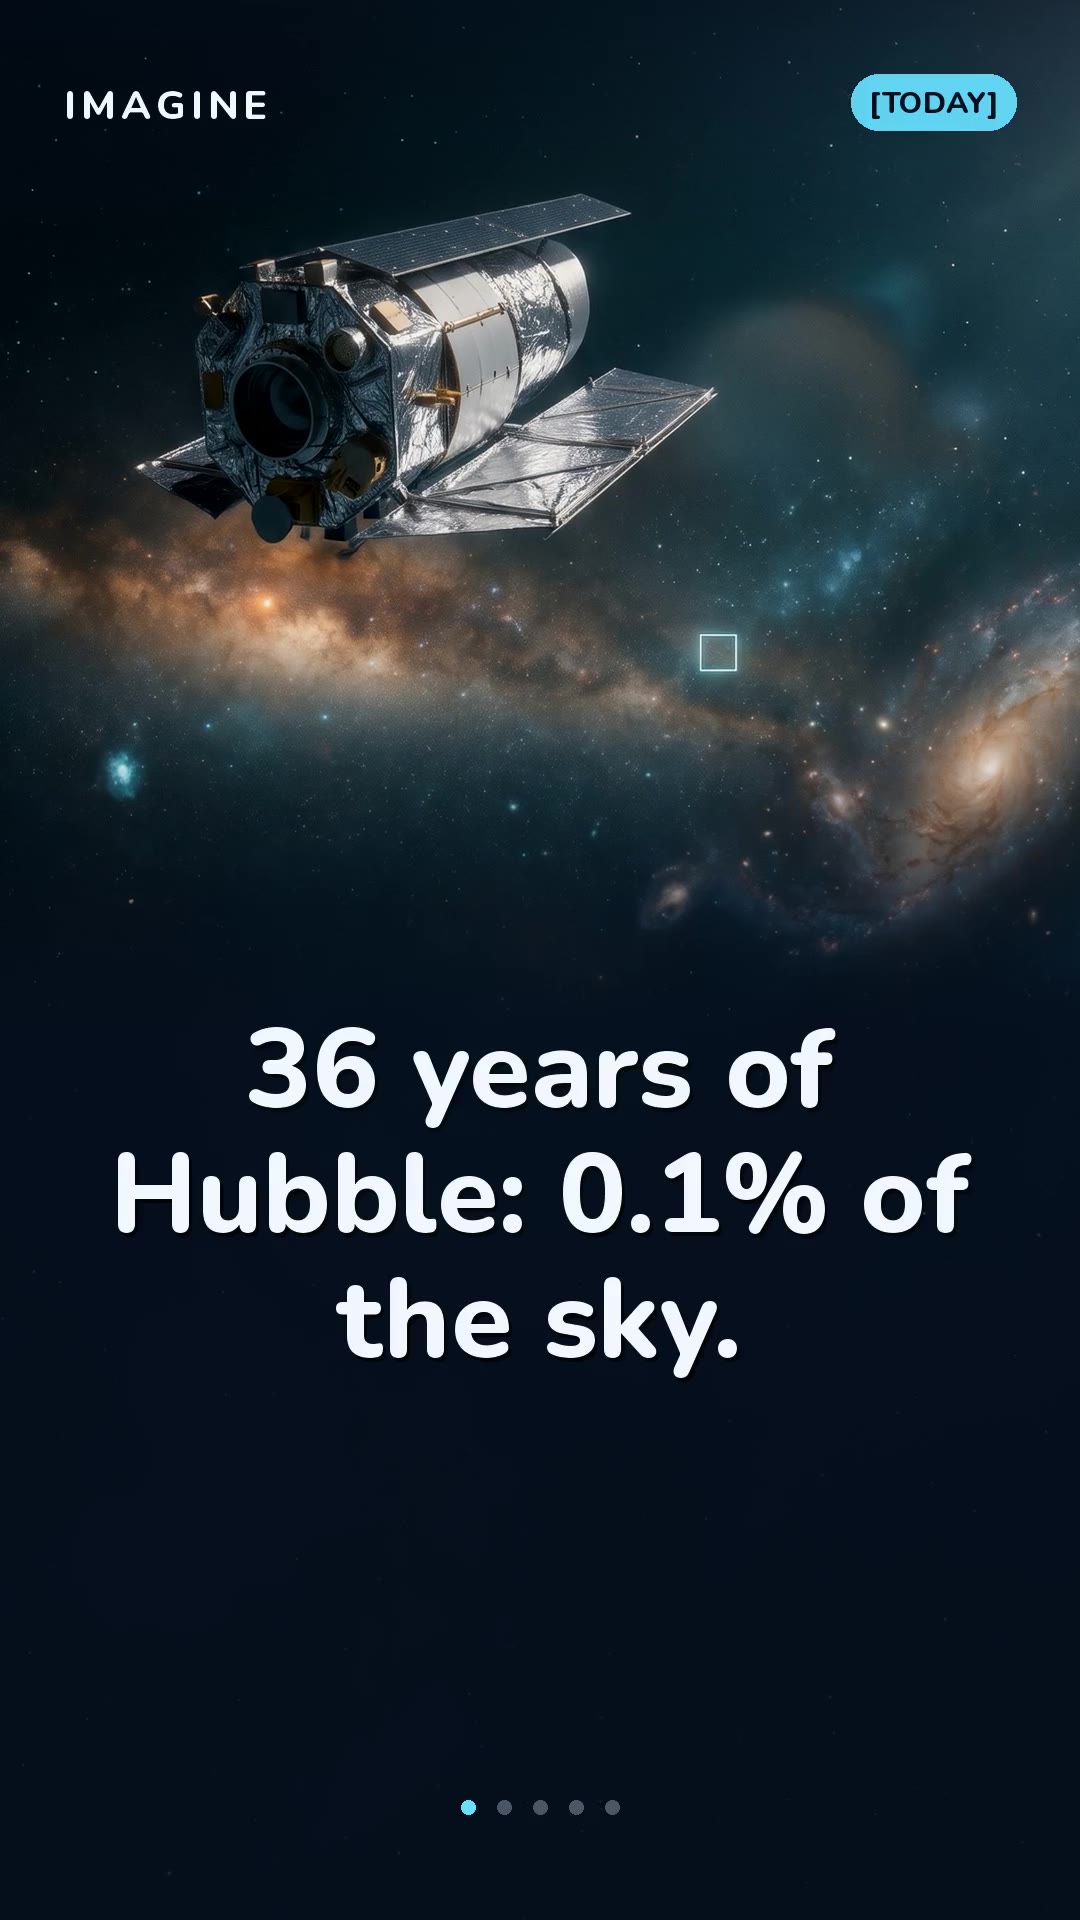 IMAGINE
[TODAY]
36 years of
Hubble: 0.1% of
the sky.